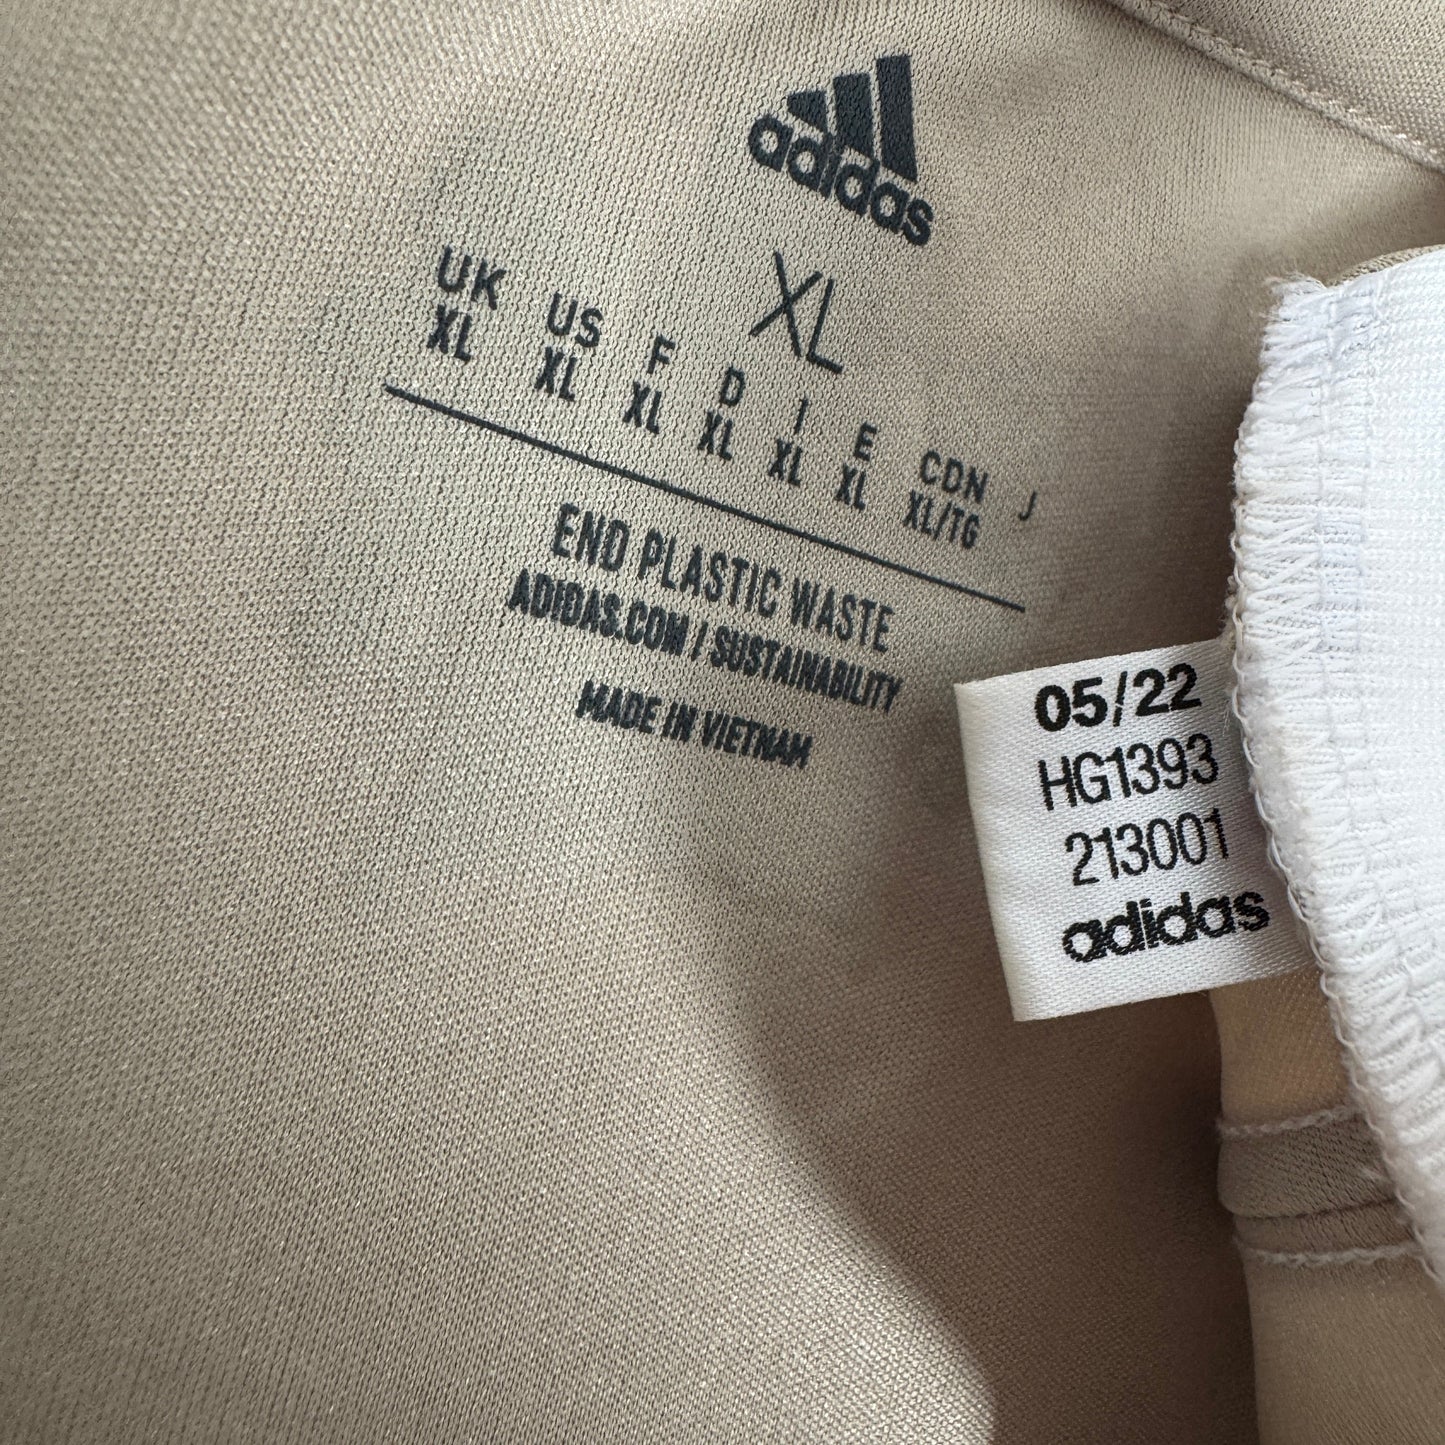 adidas
XL
UK US F D I E CDN J
XL XL XL XL XL XL XL/TG
END PLASTIC WASTE
ADIDAS.COM / SUSTAINABILITY
MADE IN VIETNAM
05/22
HG1393
213001
adidas